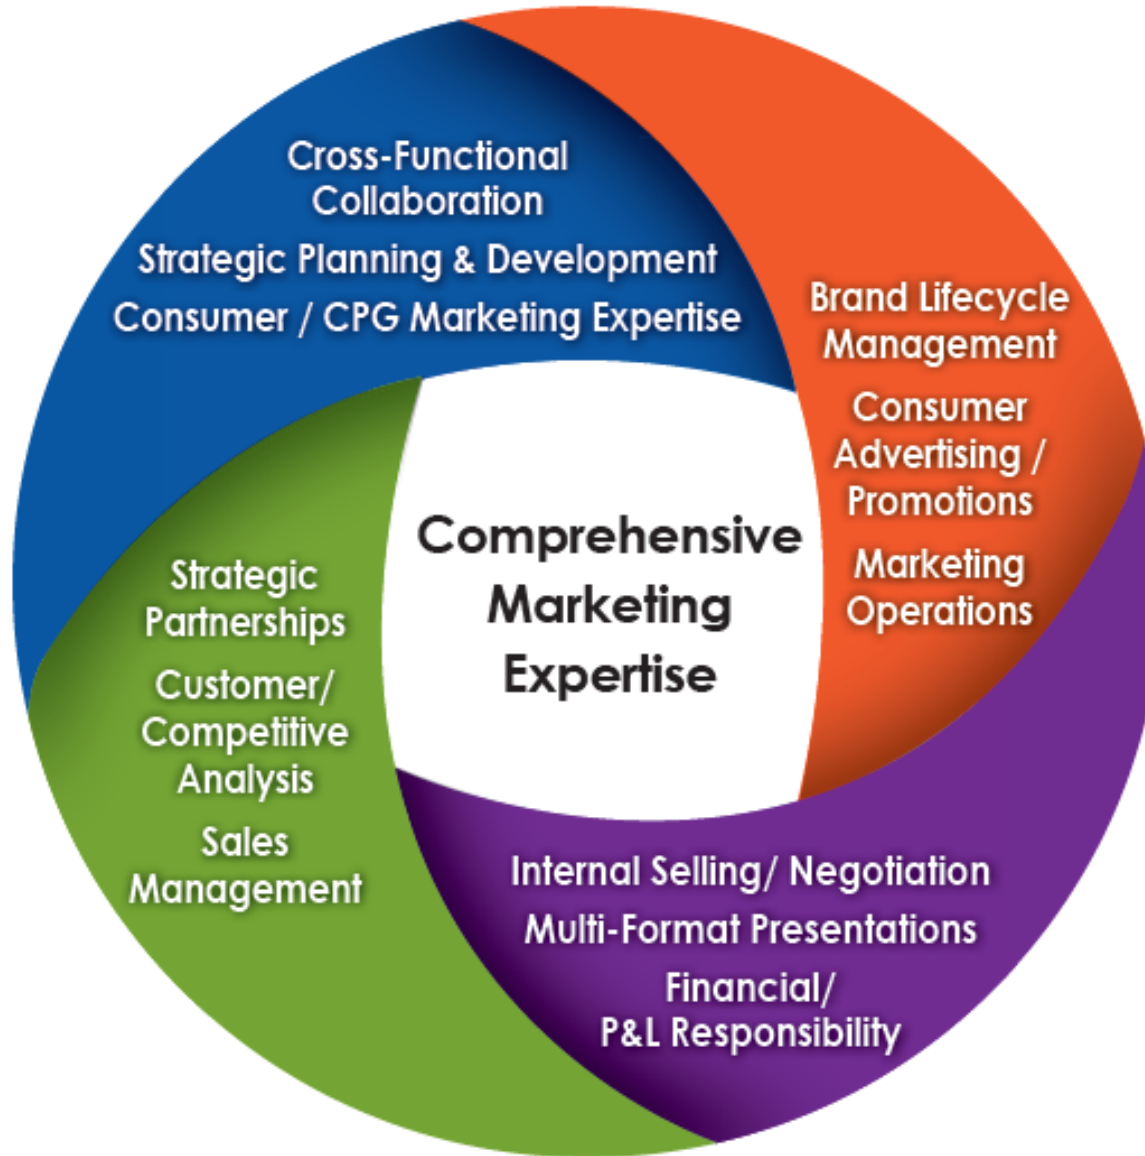 Cross-Functional
Collaboration
Strategic Planning & Development
Consumer / CPG Marketing Expertise
Brand Lifecycle
Management
Consumer
Advertising /
Promotions
Marketing
Operations
Comprehensive
Marketing
Expertise
Strategic
Partnerships
Customer/
Competitive
Analysis
Sales
Management
Internal Selling/ Negotiation
Multi-Format Presentations
Financial/
P&L Responsibility